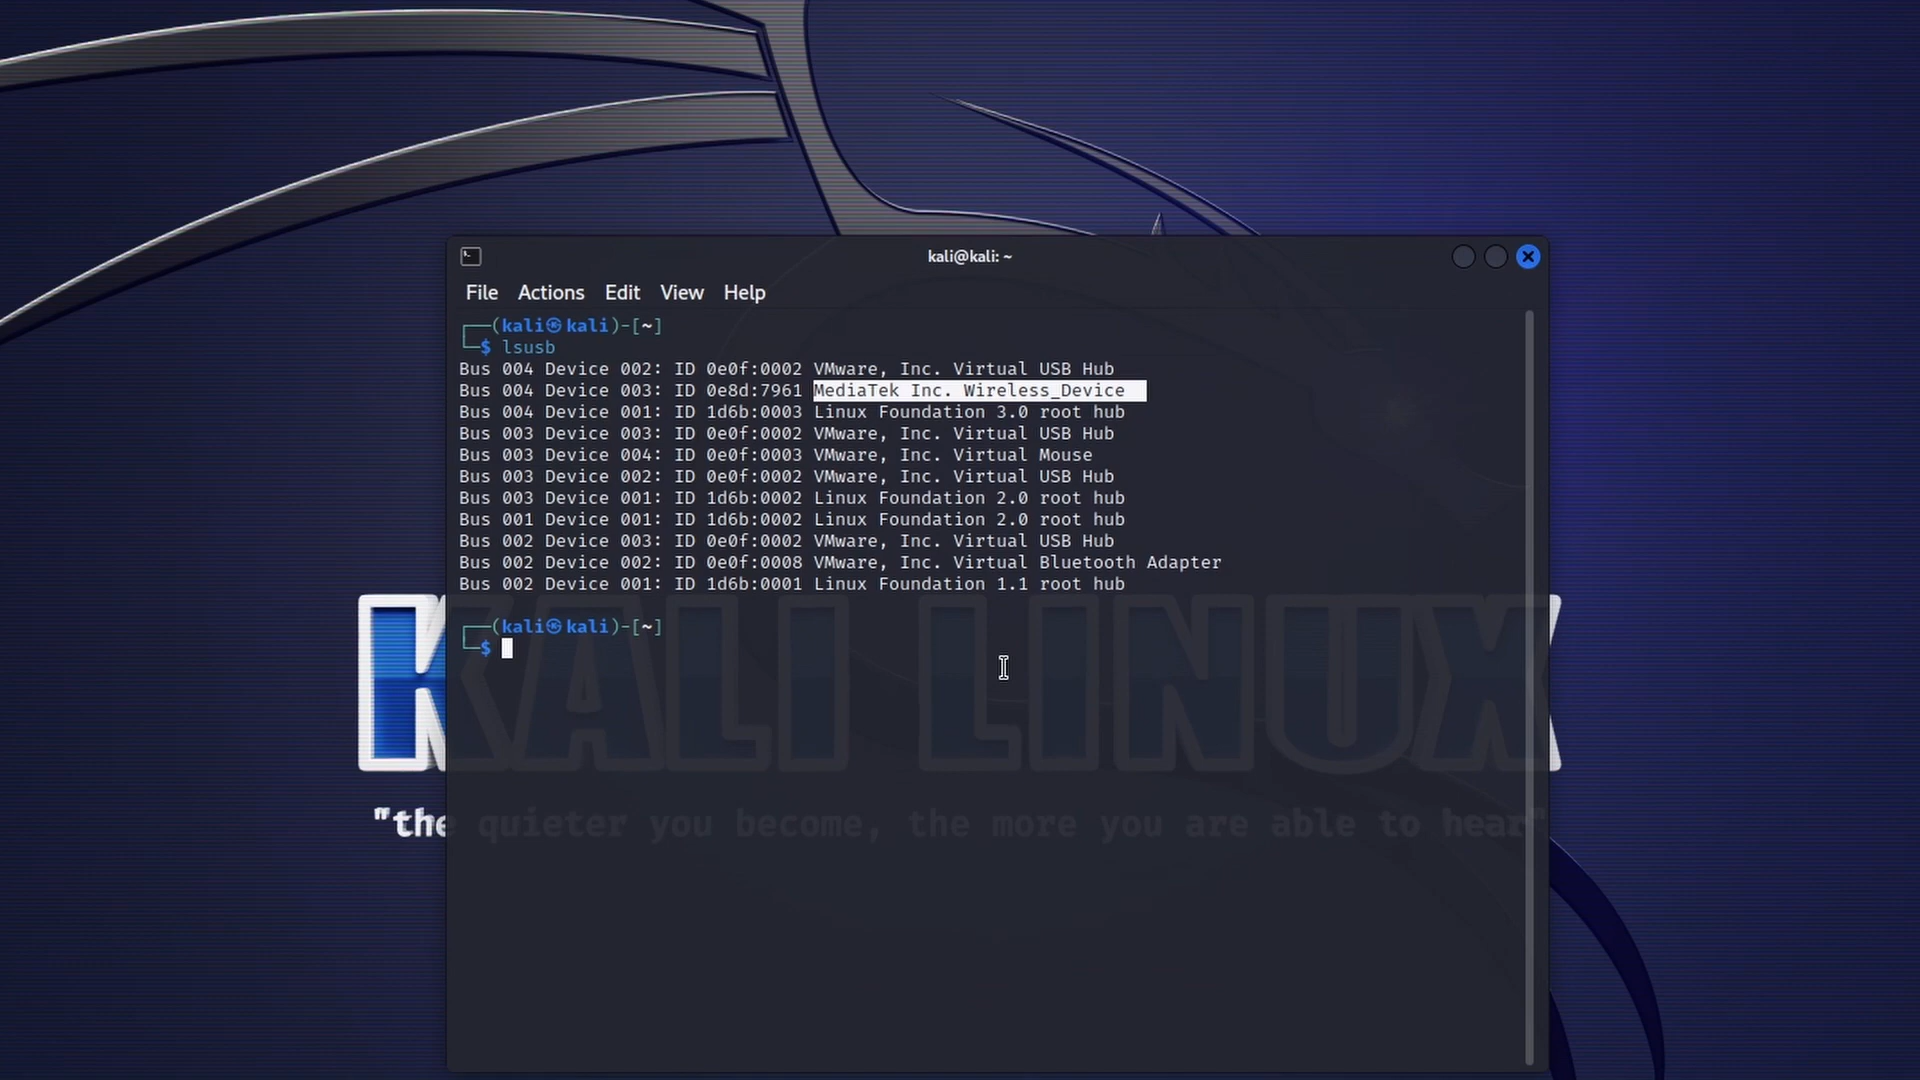 kali@kali: ~
File Actions Edit View Help
┌──(kali㉿kali)-[~]
└─$ lsusb
Bus 004 Device 002: ID 0e0f:0002 VMware, Inc. Virtual USB Hub
Bus 004 Device 003: ID 0e8d:7961 MediaTek Inc. Wireless_Device
Bus 004 Device 001: ID 1d6b:0003 Linux Foundation 3.0 root hub
Bus 003 Device 003: ID 0e0f:0002 VMware, Inc. Virtual USB Hub
Bus 003 Device 004: ID 0e0f:0003 VMware, Inc. Virtual Mouse
Bus 003 Device 002: ID 0e0f:0002 VMware, Inc. Virtual USB Hub
Bus 003 Device 001: ID 1d6b:0002 Linux Foundation 2.0 root hub
Bus 001 Device 001: ID 1d6b:0002 Linux Foundation 2.0 root hub
Bus 002 Device 003: ID 0e0f:0002 VMware, Inc. Virtual USB Hub
Bus 002 Device 002: ID 0e0f:0008 VMware, Inc. Virtual Bluetooth Adapter
Bus 002 Device 001: ID 1d6b:0001 Linux Foundation 1.1 root hub
┌──(kali㉿kali)-[~]
└─$
KALI LINUX
"the quieter you become, the more you are able to hear"